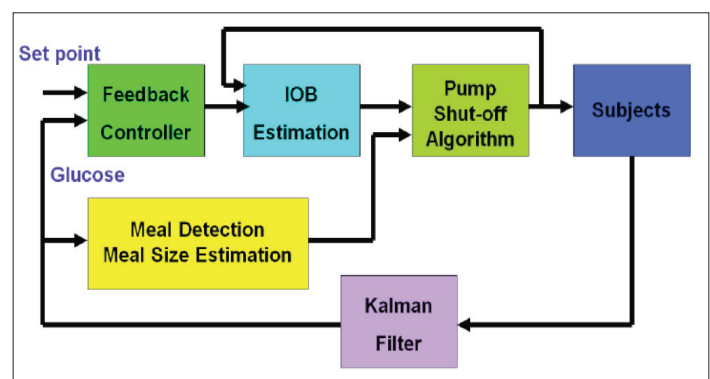 Set point
Feedback
Controller
IOB
Estimation
Pump
Shut-off
Algorithm
Subjects
Glucose
Meal Detection
Meal Size Estimation
Kalman
Filter